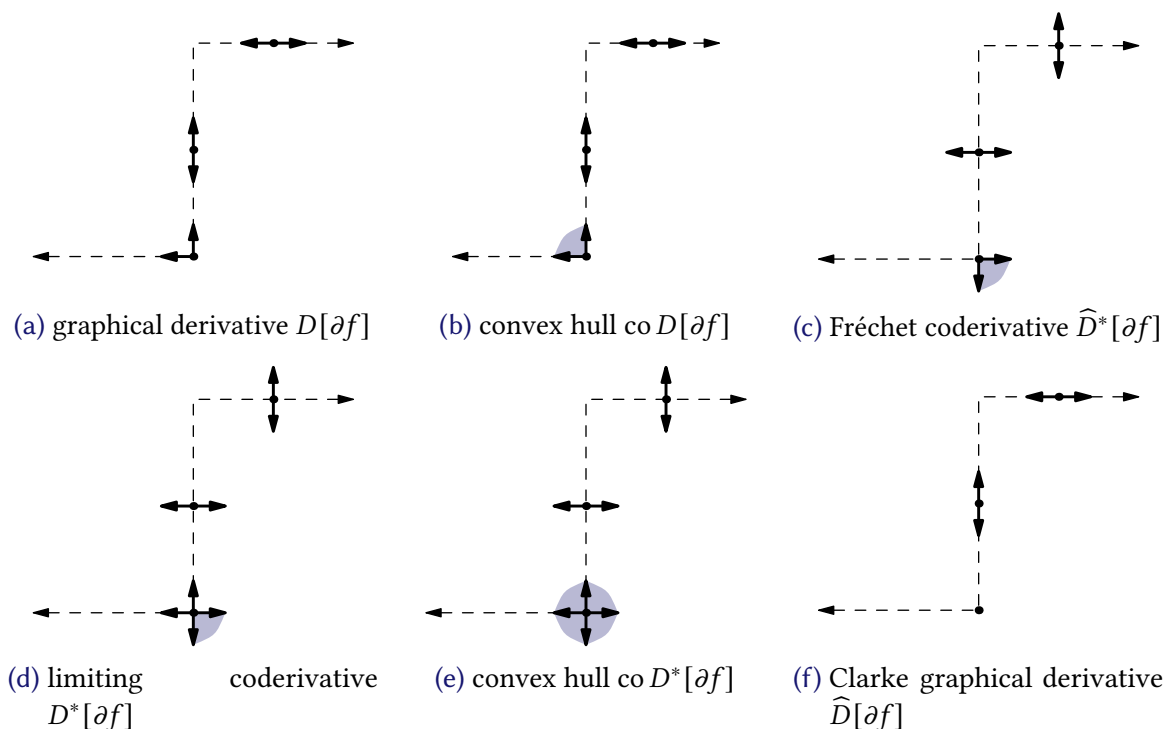 (a) graphical derivative D[∂f]
(b) convex hull co D[∂f]
(c) Fréchet coderivative D̂*[∂f]
(d) limiting coderivative
D*[∂f]
(e) convex hull co D*[∂f]
(f) Clarke graphical derivative
D̂[∂f]